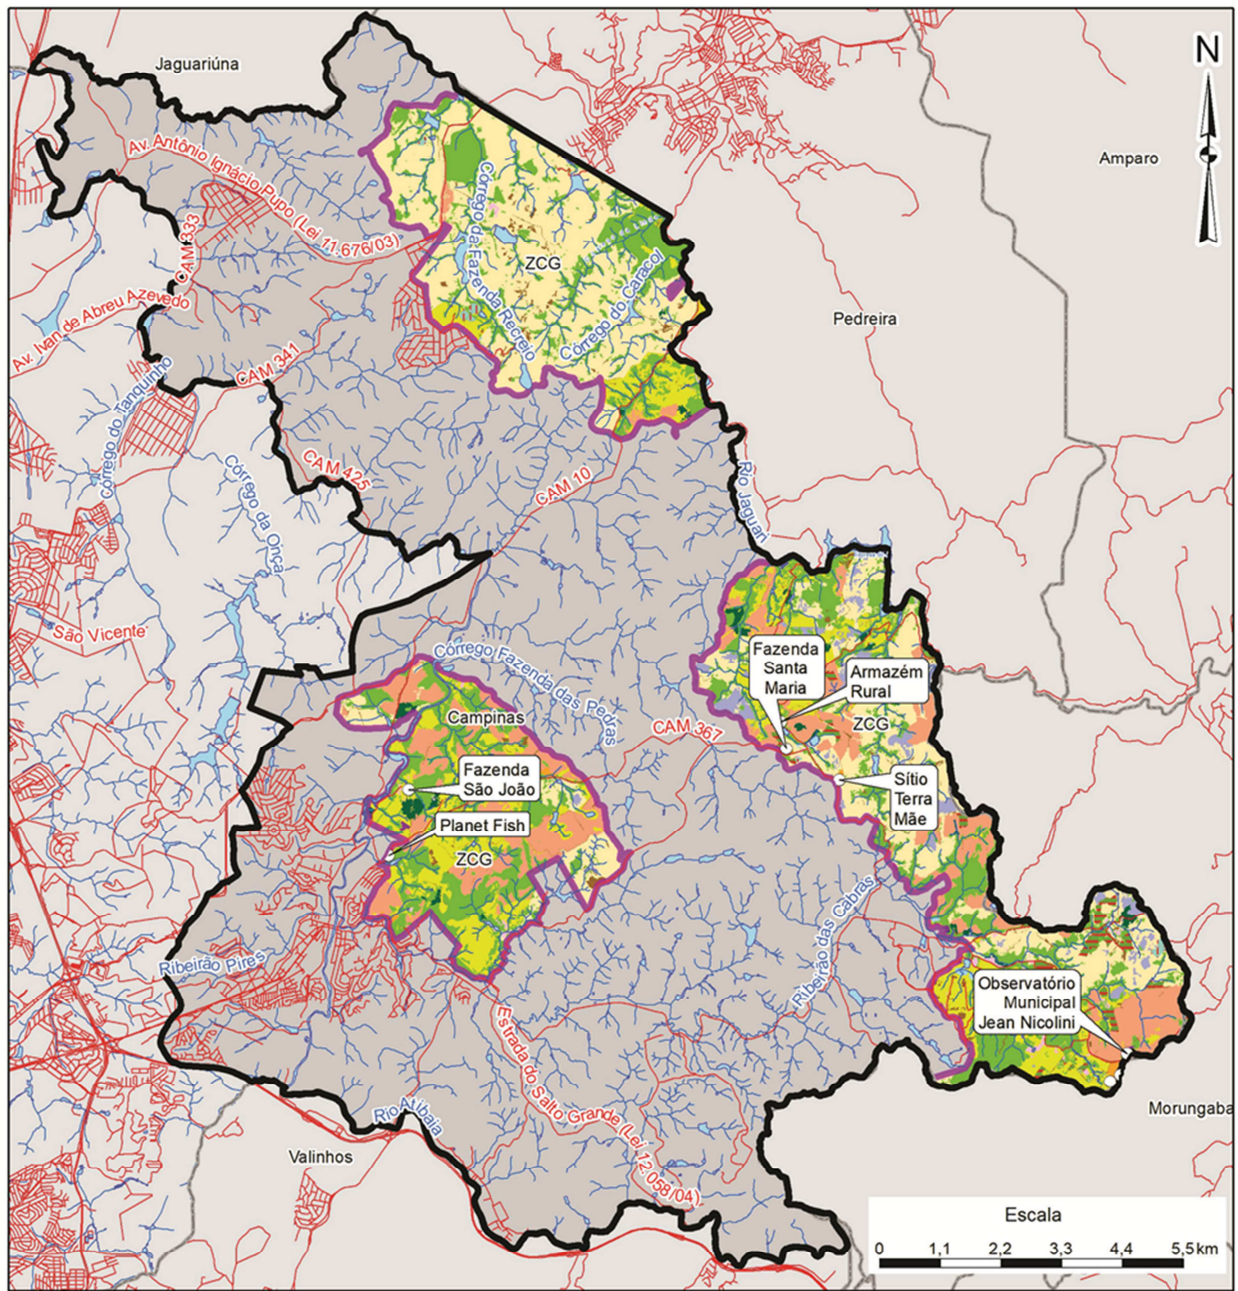 Jaguariúna
N
Amparo
Av. Antônio Ignácio Pupo (Lei 11.676/03)
CAM 333
Córrego da Fazenda Recreio
ZCG
Córrego do Caracol
Av. Ivan de Abreu Azevedo
Pedreira
CAM 341
Córrego do Tanquinho
CAM 425
Córrego da Onça
CAM 10
Rio Jaguari
São Vicente
Córrego Fazenda das Pedras
Fazenda
Santa
Maria
Armazém
Rural
Campinas
CAM 367
ZCG
Fazenda
São João
Sítio
Terra
Mãe
Planet Fish
ZCG
Ribeirão das Cabras
Ribeirão Pires
Observatório
Municipal
Jean Nicolini
Estrada do Salto Grande (Lei 12.058/04)
Rio Atibaia
Morungaba
Valinhos
Escala
0 1,1 2,2 3,3 4,4 5,5 km